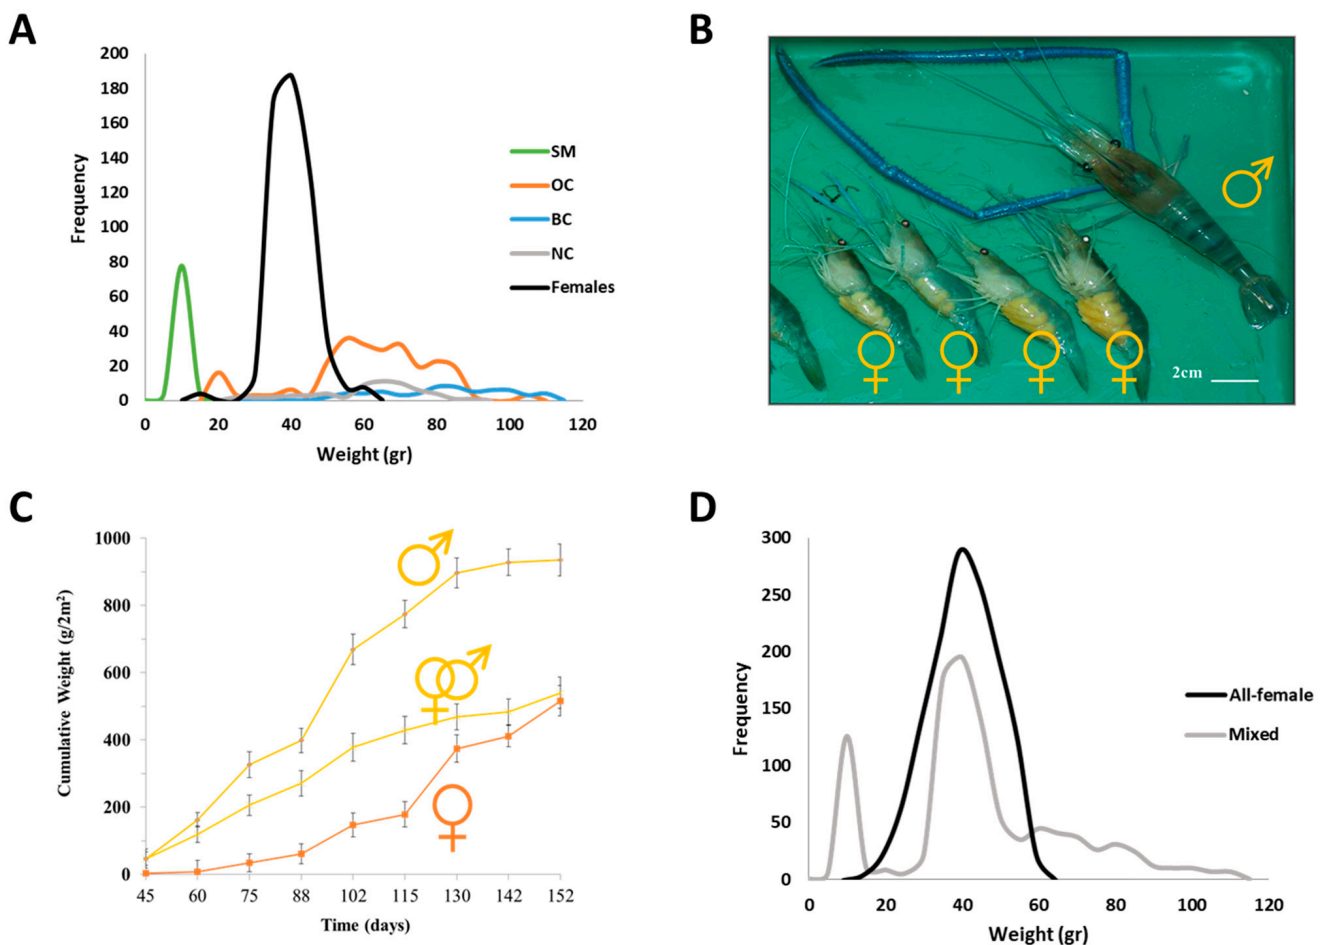 A
200
180
160
140
120
100
80
60
40
20
0
Frequency
0 20 40 60 80 100 120
Weight (gr)
SM
OC
BC
NC
Females
B
2cm
C
1000
800
600
400
200
0
Cumulative Weight (g/2m²)
45 60 75 88 102 115 130 142 152
Time (days)
D
300
250
200
150
100
50
0
Frequency
0 20 40 60 80 100 120
Weight (gr)
All-female
Mixed